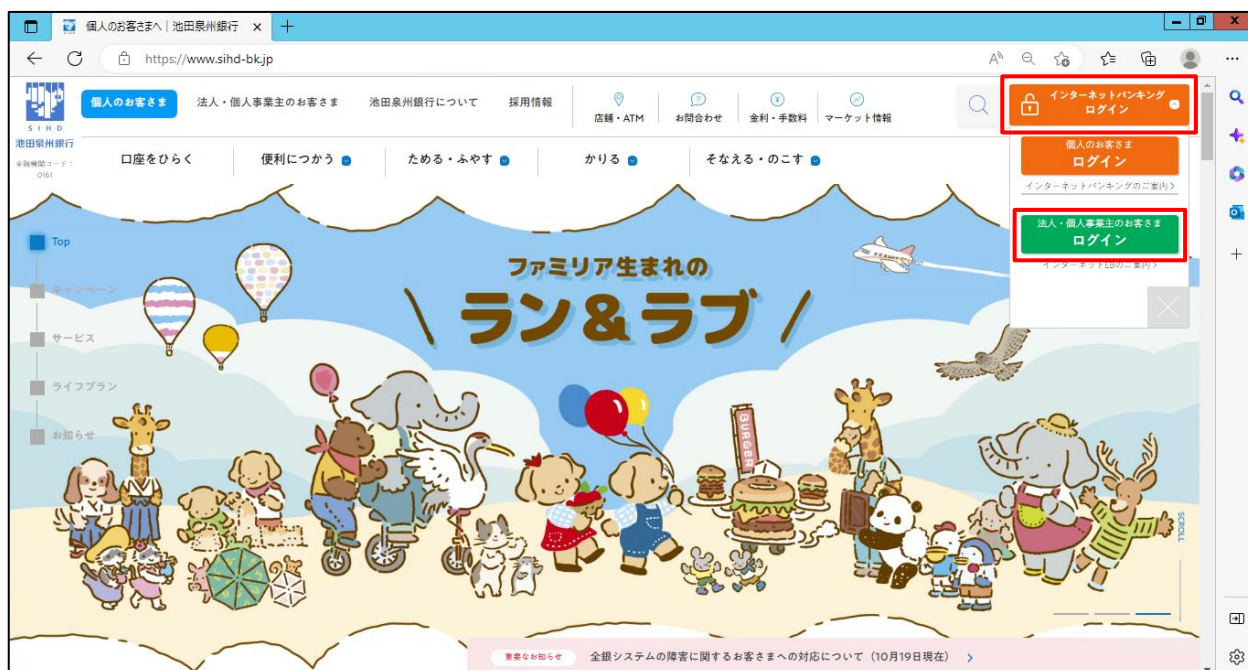 個人のお客さまへ | 池田泉州銀行
https://www.sihd-bk.jp
SIHD
池田泉州銀行
金融機関コード：
0161
個人のお客さま
法人・個人事業主のお客さま
池田泉州銀行について
採用情報
店舗・ATM
お問合わせ
金利・手数料
マーケット情報
インターネットバンキング
ログイン
口座をひらく
便利につかう
ためる・ふやす
かりる
そなえる・のこす
個人のお客さま
ログイン
インターネットバンキングのご案内
法人・個人事業主のお客さま
ログイン
インターネットEBのご案内
Top
キャンペーン
サービス
ライフプラン
お知らせ
ファミリア生まれの
ラン&ラブ
BURGER
SCROLL
重要なお知らせ
全銀システムの障害に関するお客さまへの対応について（10月19日現在）